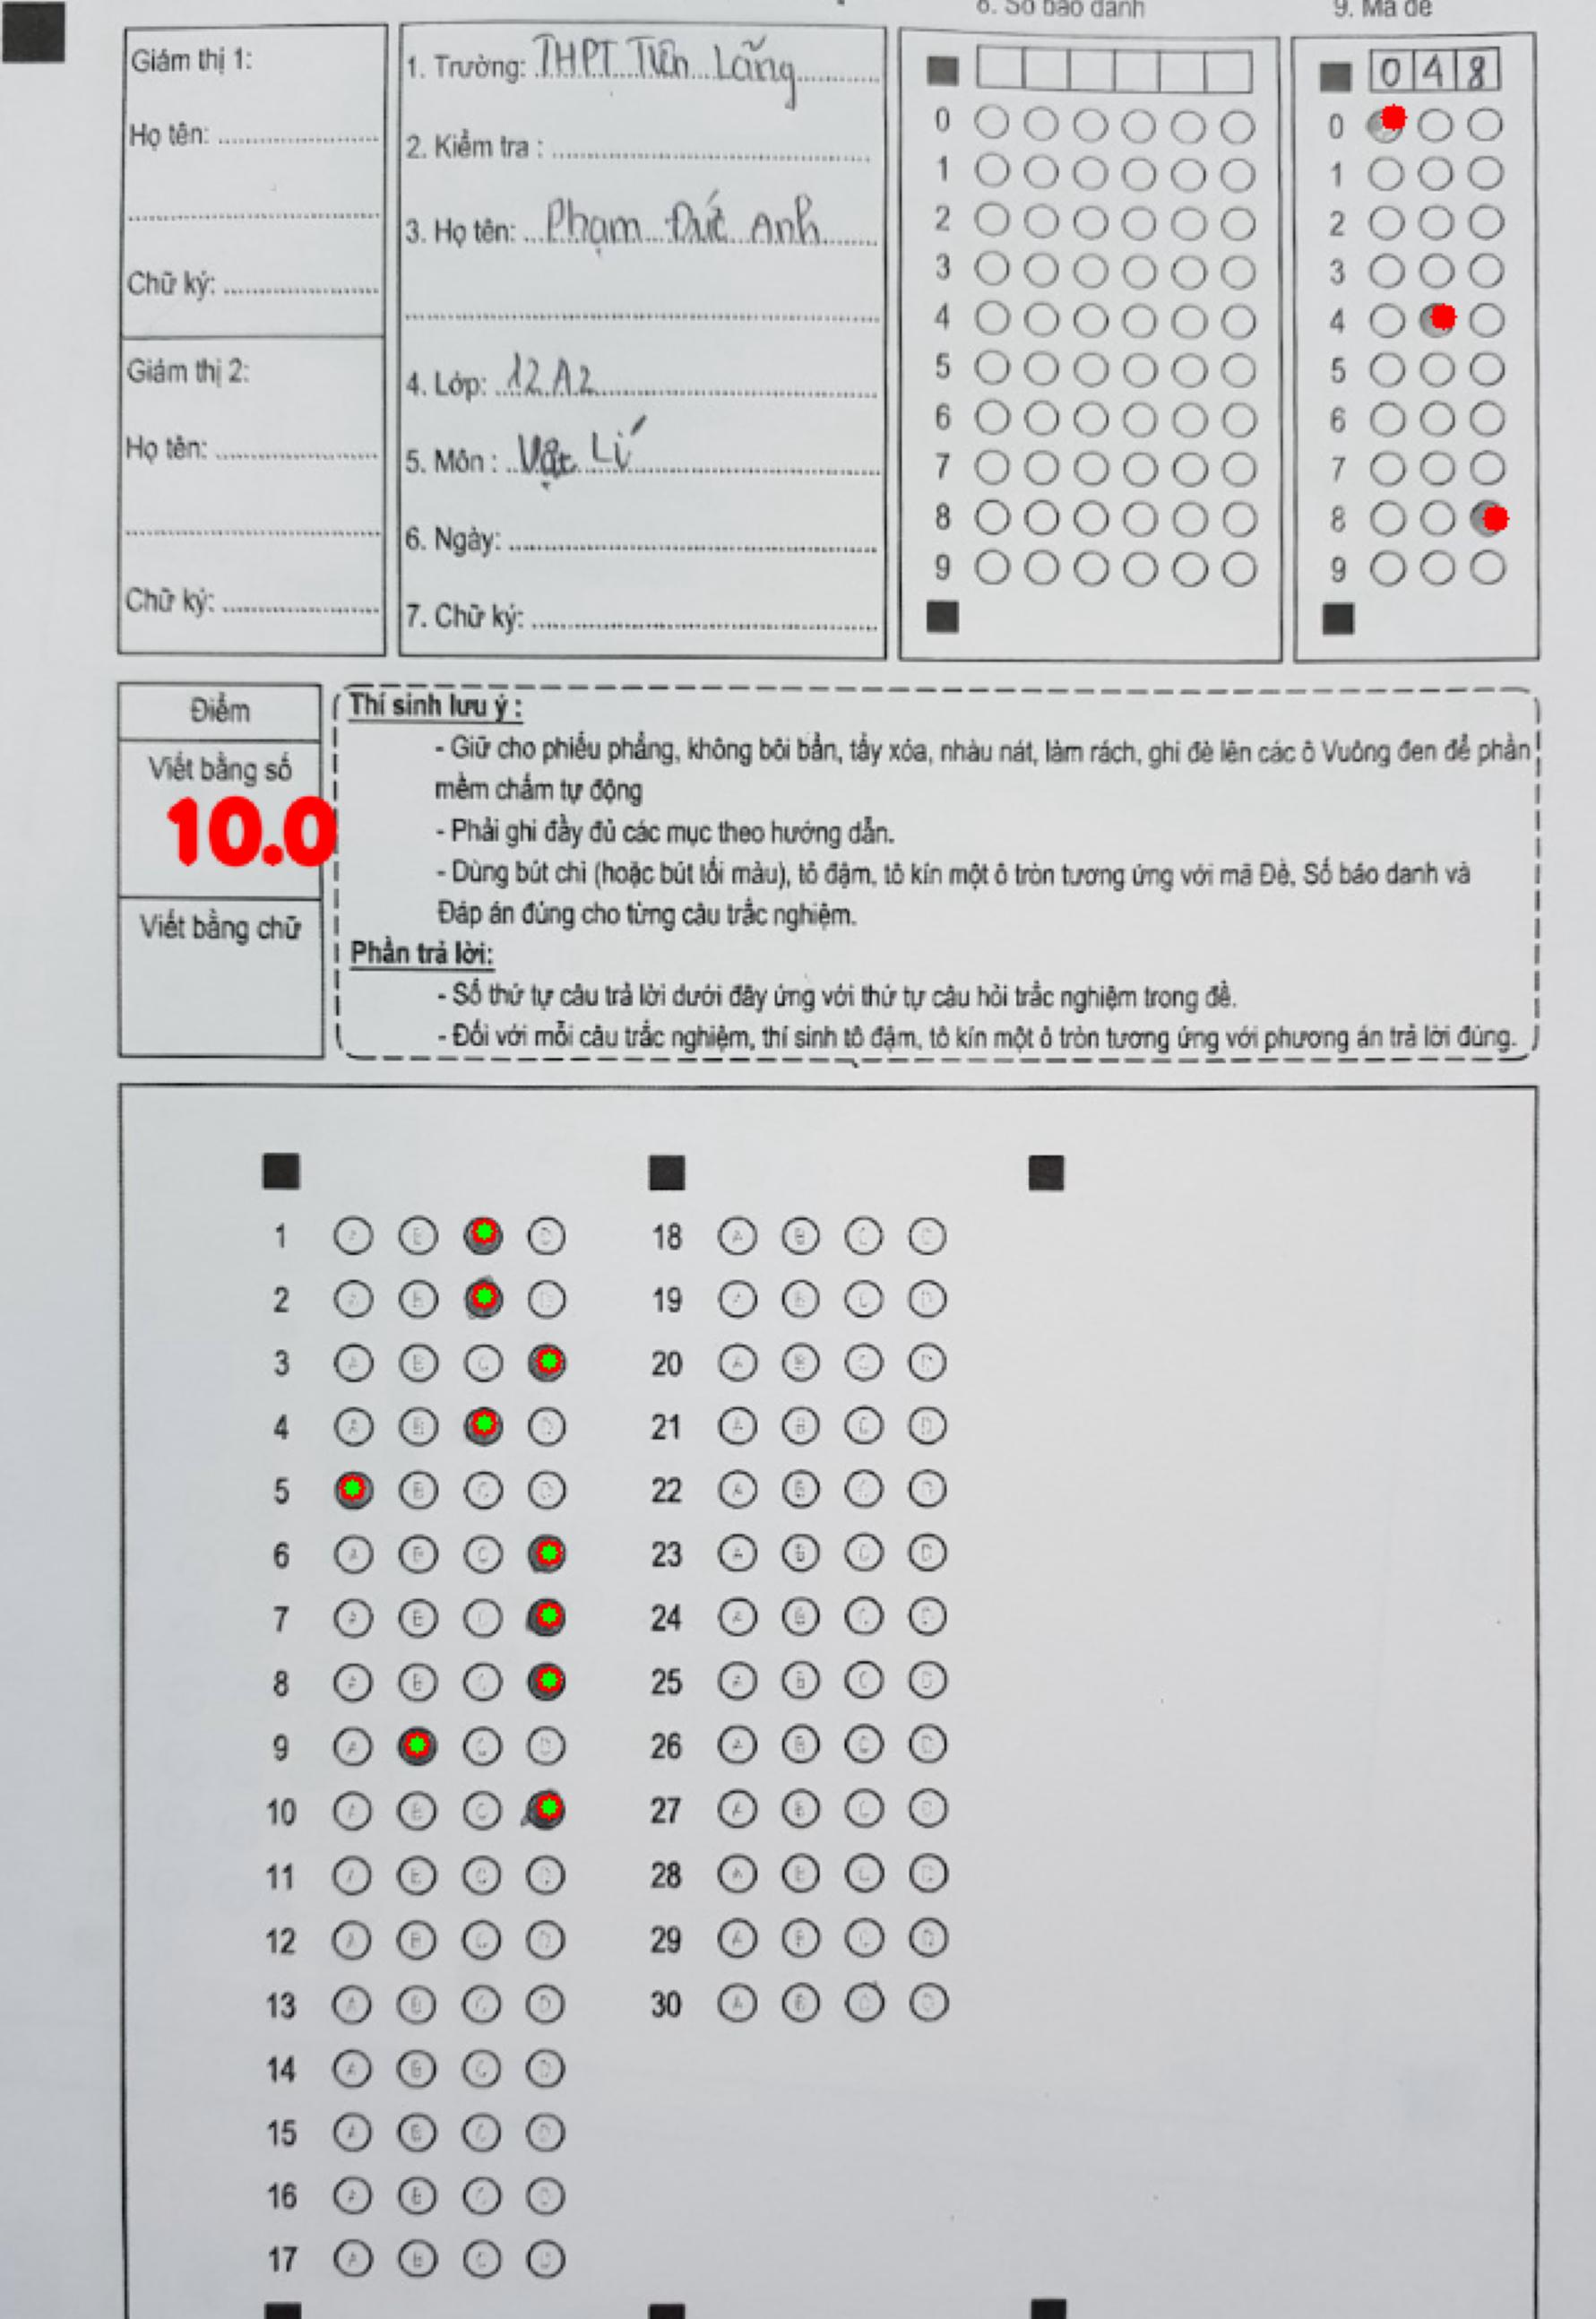 8. Số báo danh
9. Mã đề
Giám thị 1:
Họ tên:
Chữ ký:
Giám thị 2:
Họ tên:
Chữ ký:
1. Trường: THPT Tiên Lãng
2. Kiểm tra :
3. Họ tên: Phạm Đức Anh
4. Lớp: 12A2
5. Môn : Vật Lí
6. Ngày:
7. Chữ ký:
0
1
2
3
4
5
6
7
8
9
0 4 8
0
1
2
3
4
5
6
7
8
9
Điểm
Viết bằng số
10.0
Viết bằng chữ
Thí sinh lưu ý :
- Giữ cho phiếu phẳng, không bôi bẩn, tẩy xóa, nhàu nát, làm rách, ghi đè lên các ô Vuông đen để phần
mềm chấm tự động
- Phải ghi đầy đủ các mục theo hướng dẫn.
- Dùng bút chì (hoặc bút tối màu), tô đậm, tô kín một ô tròn tương ứng với mã Đề, Số báo danh và
Đáp án đúng cho từng câu trắc nghiệm.
Phần trả lời:
- Số thứ tự câu trả lời dưới đây ứng với thứ tự câu hỏi trắc nghiệm trong đề.
- Đối với mỗi câu trắc nghiệm, thí sinh tô đậm, tô kín một ô tròn tương ứng với phương án trả lời đúng.
1 A B D
2 A B D
3 A B C
4 A B D
5 B C D
6 A B C
7 A B C
8 A B C
9 A C D
10 A B C
11 A B C D
12 A B C D
13 A B C D
14 A B C D
15 A B C D
16 A B C D
17 A B C D
18 A B C D
19 A B C D
20 A B C D
21 A B C D
22 A B C D
23 A B C D
24 A B C D
25 A B C D
26 A B C D
27 A B C D
28 A B C D
29 A B C D
30 A B C D